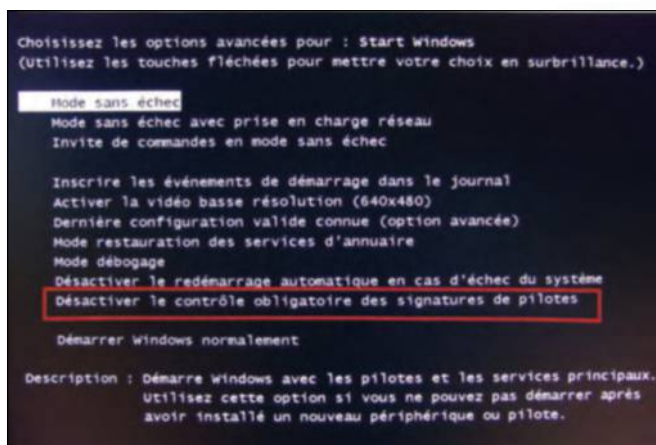 Choisissez les options avancées pour : Start Windows
(Utilisez les touches fléchées pour mettre votre choix en surbrillance.)
Mode sans échec
Mode sans échec avec prise en charge réseau
Invite de commandes en mode sans échec
Inscrire les événements de démarrage dans le journal
Activer la vidéo basse résolution (640x480)
Dernière configuration valide connue (option avancée)
Mode restauration des services d'annuaire
Mode débogage
Désactiver le redémarrage automatique en cas d'échec du système
Désactiver le contrôle obligatoire des signatures de pilotes
Démarrer Windows normalement
Description : Démarre Windows avec les pilotes et les services principaux.
Utilisez cette option si vous ne pouvez pas démarrer après
avoir installé un nouveau périphérique ou pilote.